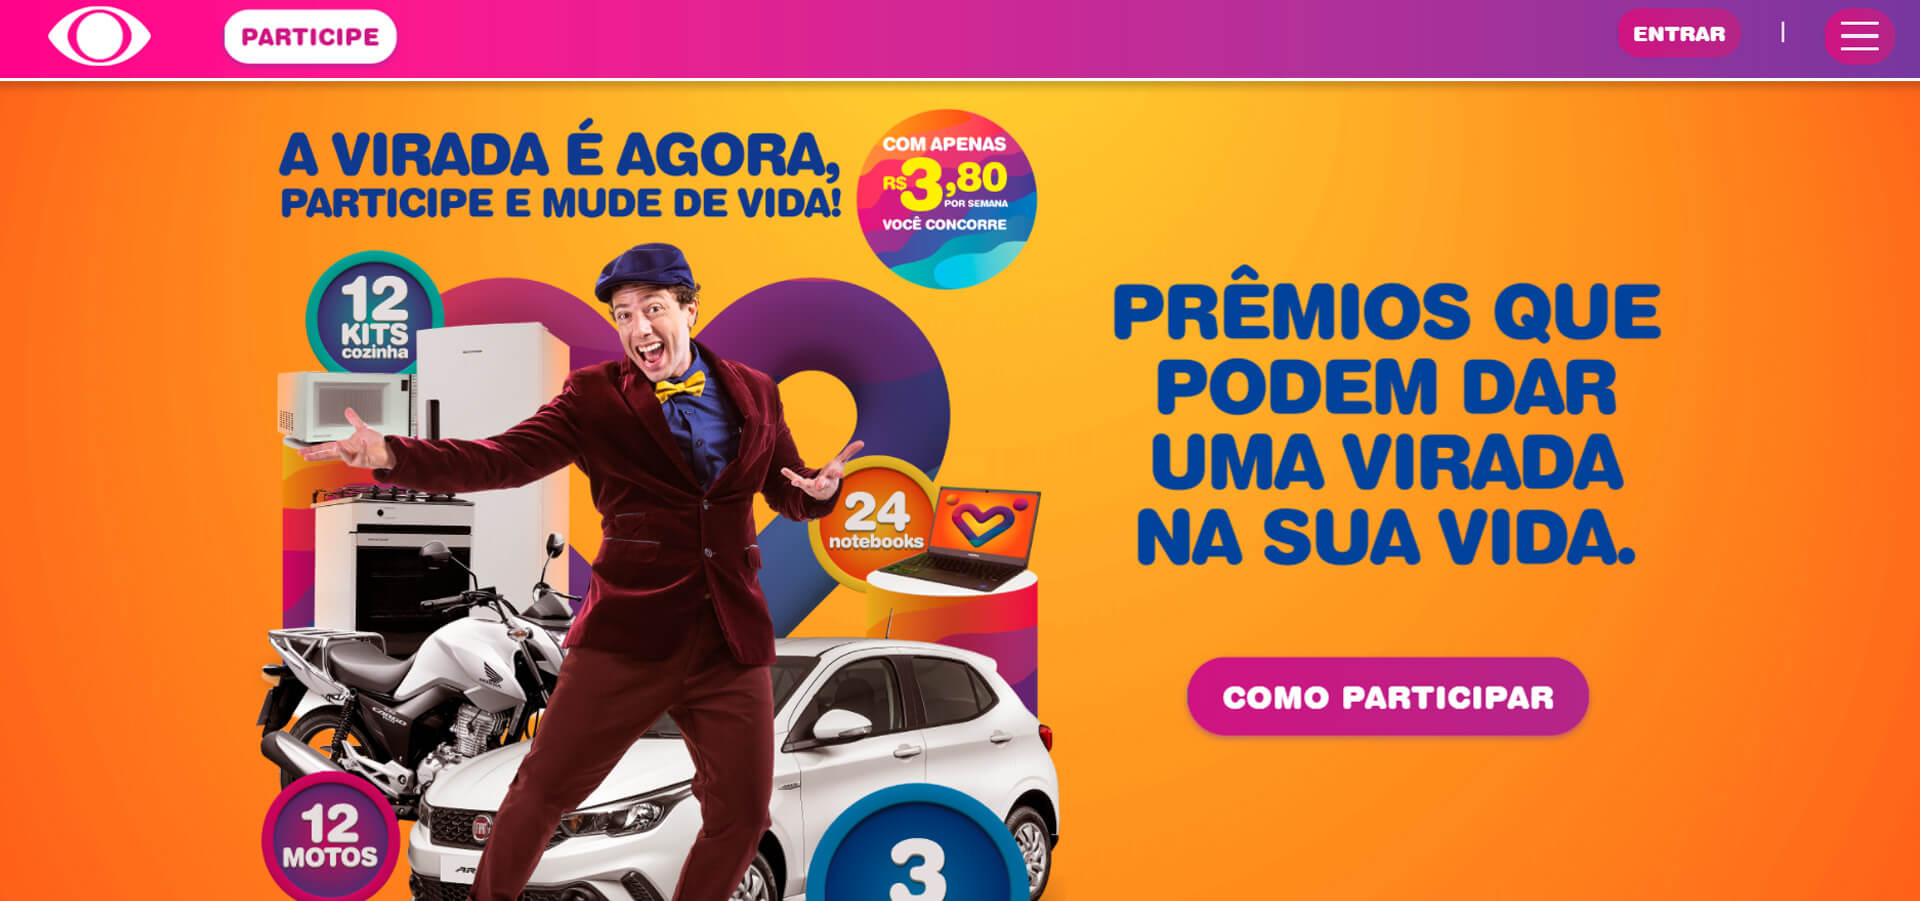 PARTICIPE
ENTRAR
A VIRADA É AGORA,
PARTICIPE E MUDE DE VIDA!
COM APENAS
R$3,80
POR SEMANA
VOCÊ CONCORRE
12
KITS
cozinha
PRÊMIOS QUE
PODEM DAR
UMA VIRADA
NA SUA VIDA.
24
notebooks
COMO PARTICIPAR
12
MOTOS
3